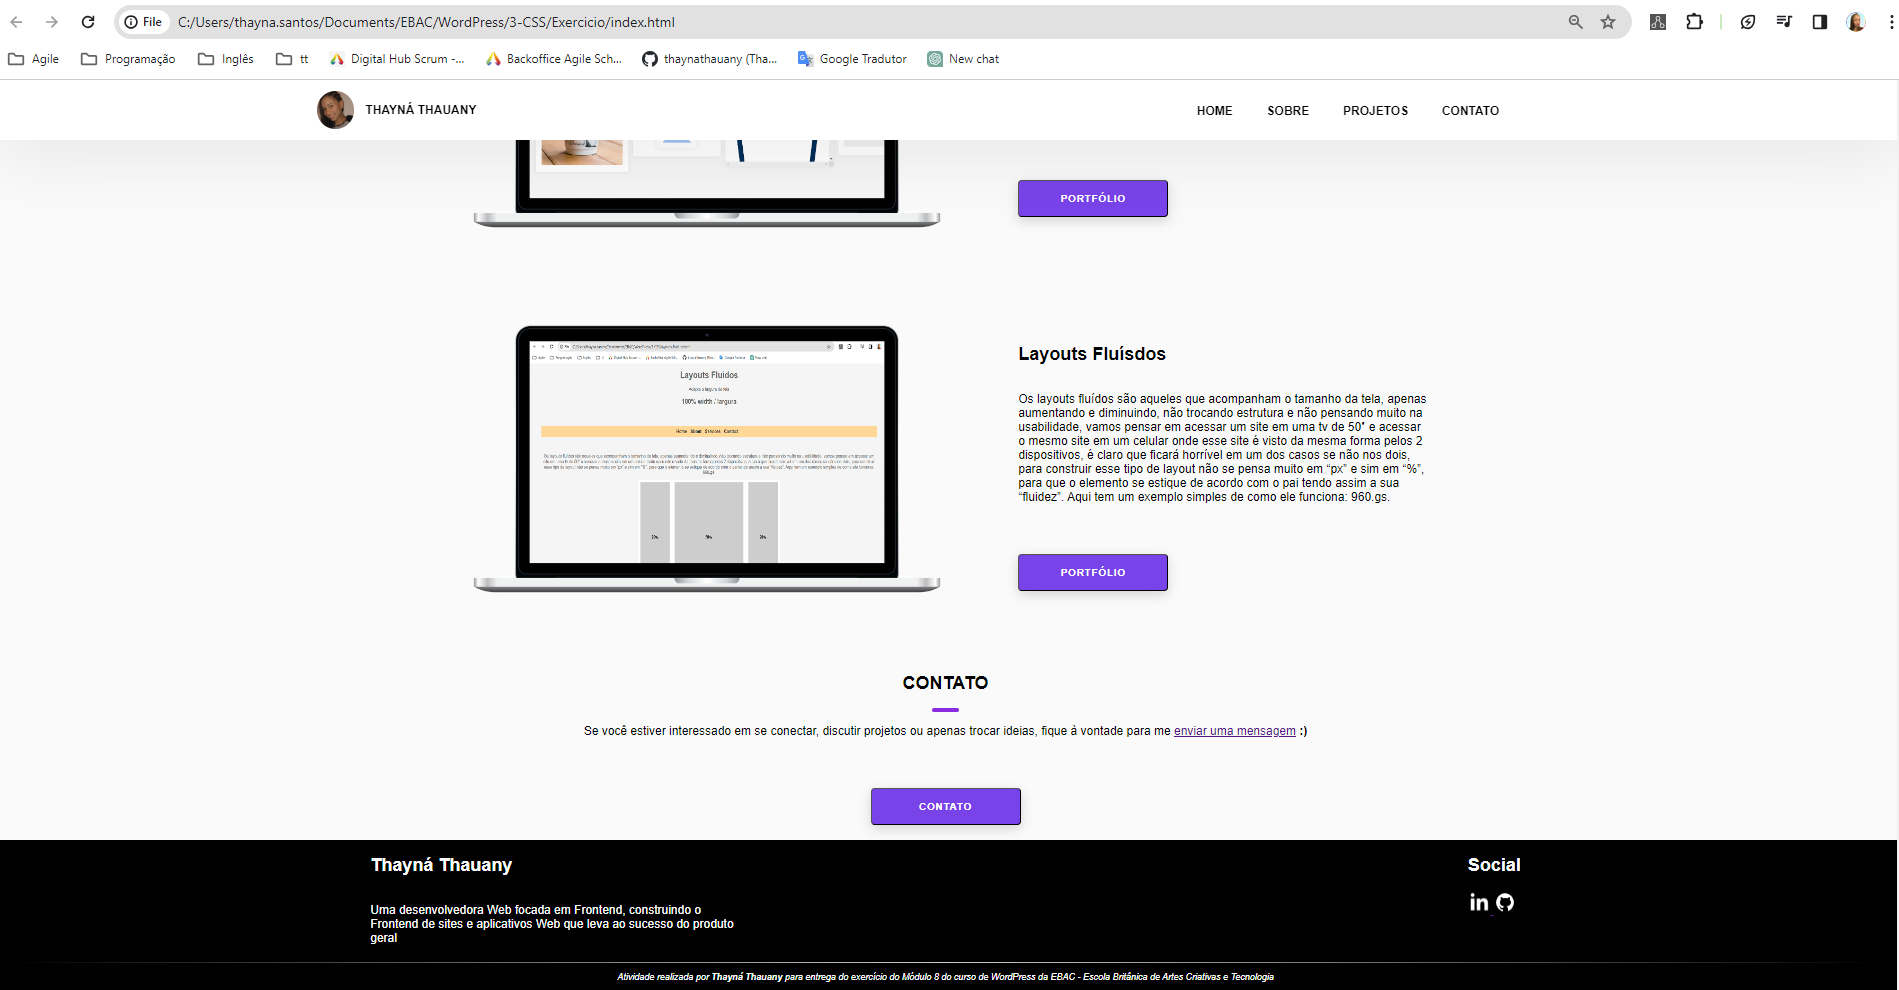 File C:/Users/thayna.santos/Documents/EBAC/WordPress/3-CSS/Exercicio/index.html
Agile Programação Inglês tt Digital Hub Scrum -... Backoffice Agile Sch... thaynathauany (Tha... Google Tradutor New chat
THAYNÁ THAUANY HOME SOBRE PROJETOS CONTATO
PORTFÓLIO
Layouts Fluidos
100% width / largura
Home About Services Contact
Layouts Fluísdos
Os layouts fluídos são aqueles que acompanham o tamanho da tela, apenas
aumentando e diminuindo, não trocando estrutura e não pensando muito na
usabilidade, vamos pensar em acessar um site em uma tv de 50″ e acessar
o mesmo site em um celular onde esse site é visto da mesma forma pelos 2
dispositivos, é claro que ficará horrível em um dos casos se não nos dois,
para construir esse tipo de layout não se pensa muito em “px” e sim em “%”,
para que o elemento se estique de acordo com o pai tendo assim a sua
“fluidez”. Aqui tem um exemplo simples de como ele funciona: 960.gs.
PORTFÓLIO
CONTATO
Se você estiver interessado em se conectar, discutir projetos ou apenas trocar ideias, fique à vontade para me enviar uma mensagem :)
CONTATO
Thayná Thauany
Social
Uma desenvolvedora Web focada em Frontend, construindo o
Frontend de sites e aplicativos Web que leva ao sucesso do produto
geral
Atividade realizada por Thayná Thauany para entrega do exercício do Módulo 8 do curso de WordPress da EBAC - Escola Britânica de Artes Criativas e Tecnologia